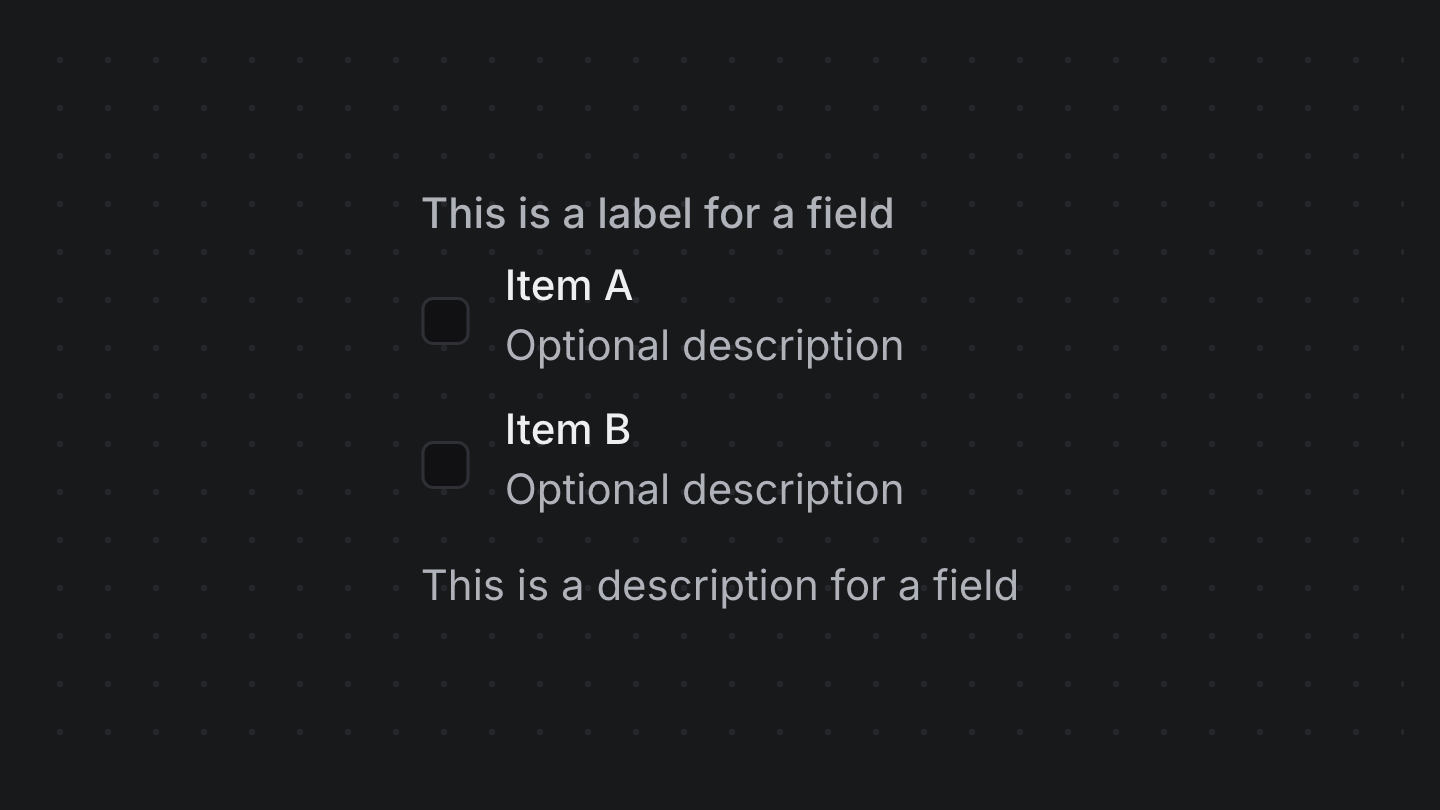 This is a label for a field
Item A
Optional description
Item B
Optional description
This is a description for a field